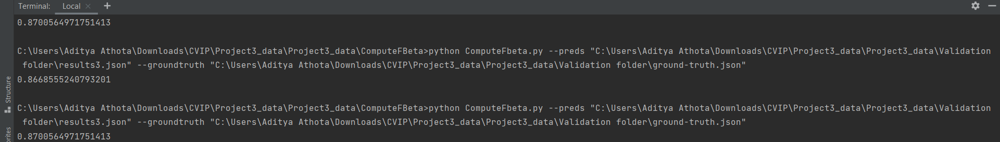 Terminal: Local × +
0.8700564971751413
C:\Users\Aditya Athota\Downloads\CVIP\Project3_data\Project3_data\ComputeFBeta>python ComputeFbeta.py --preds "C:\Users\Aditya Athota\Downloads\CVIP\Project3_data\Project3_data\Validation
folder\results3.json" --groundtruth "C:\Users\Aditya Athota\Downloads\CVIP\Project3_data\Project3_data\Validation folder\ground-truth.json"
0.8668555240793201
C:\Users\Aditya Athota\Downloads\CVIP\Project3_data\Project3_data\ComputeFBeta>python ComputeFbeta.py --preds "C:\Users\Aditya Athota\Downloads\CVIP\Project3_data\Project3_data\Validation
folder\results3.json" --groundtruth "C:\Users\Aditya Athota\Downloads\CVIP\Project3_data\Project3_data\Validation folder\ground-truth.json"
0.8700564971751413
Structure
orites